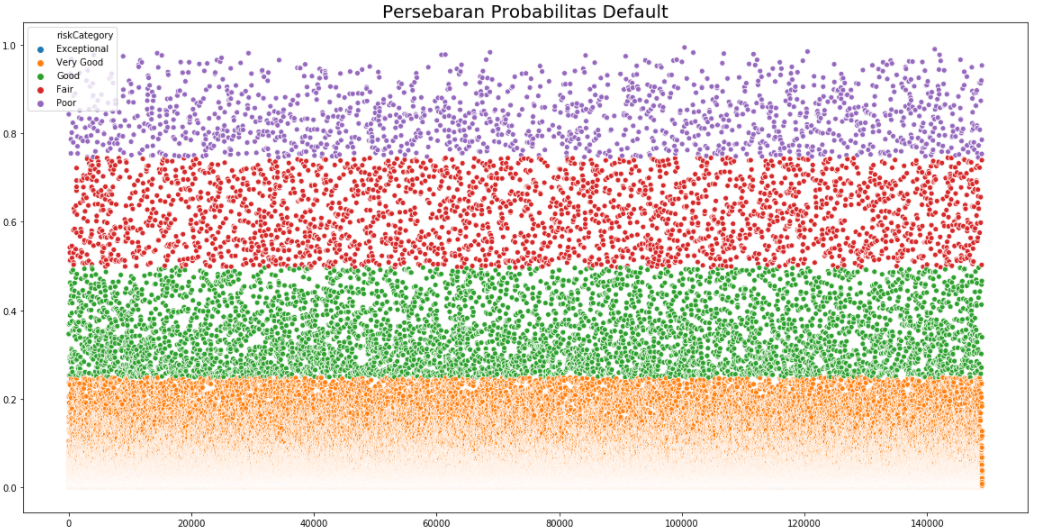 Persebaran Probabilitas Default
riskCategory
Exceptional
Very Good
Good
Fair
Poor
1.0
0.8
0.6
0.4
0.2
0.0
0 20000 40000 60000 80000 100000 120000 140000